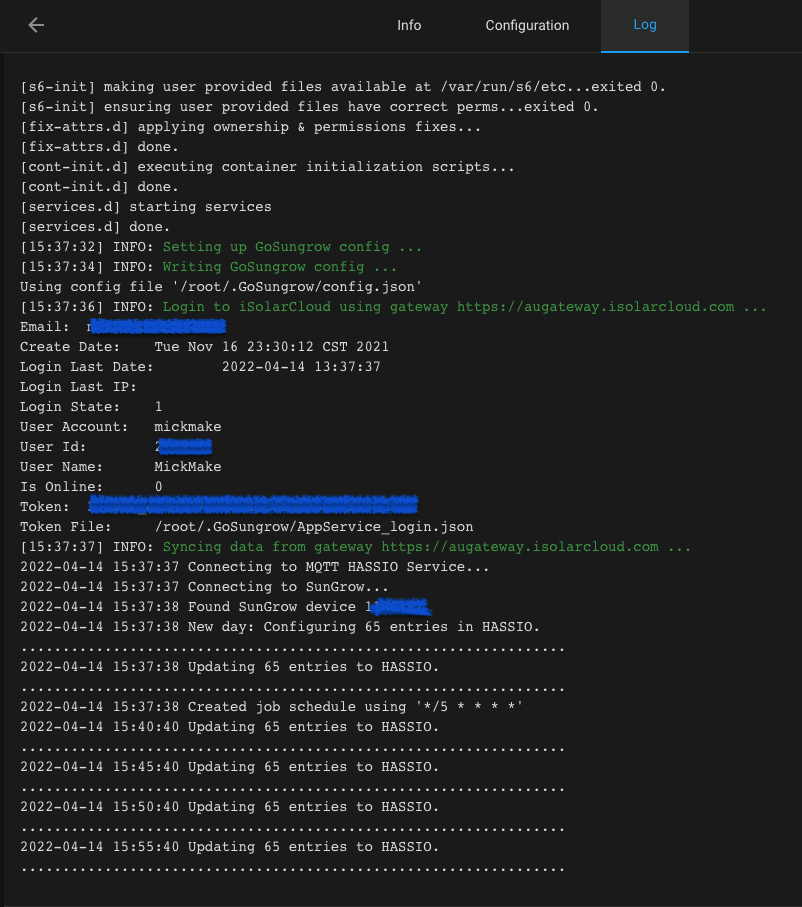 Info Configuration Log
[s6-init] making user provided files available at /var/run/s6/etc...exited 0.
[s6-init] ensuring user provided files have correct perms...exited 0.
[fix-attrs.d] applying ownership & permissions fixes...
[fix-attrs.d] done.
[cont-init.d] executing container initialization scripts...
[cont-init.d] done.
[services.d] starting services
[services.d] done.
[15:37:32] INFO: Setting up GoSungrow config ...
[15:37:34] INFO: Writing GoSungrow config ...
Using config file '/root/.GoSungrow/config.json'
[15:37:36] INFO: Login to iSolarCloud using gateway https://augateway.isolarcloud.com ...
Email:
Create Date: Tue Nov 16 23:30:12 CST 2021
Login Last Date: 2022-04-14 13:37:37
Login Last IP:
Login State: 1
User Account: mickmake
User Id:
User Name: MickMake
Is Online: 0
Token:
Token File: /root/.GoSungrow/AppService_login.json
[15:37:37] INFO: Syncing data from gateway https://augateway.isolarcloud.com ...
2022-04-14 15:37:37 Connecting to MQTT HASSIO Service...
2022-04-14 15:37:37 Connecting to SunGrow...
2022-04-14 15:37:38 Found SunGrow device
2022-04-14 15:37:38 New day: Configuring 65 entries in HASSIO.
.................................................................
2022-04-14 15:37:38 Updating 65 entries to HASSIO.
.................................................................
2022-04-14 15:37:38 Created job schedule using '*/5 * * * *'
2022-04-14 15:40:40 Updating 65 entries to HASSIO.
.................................................................
2022-04-14 15:45:40 Updating 65 entries to HASSIO.
.................................................................
2022-04-14 15:50:40 Updating 65 entries to HASSIO.
.................................................................
2022-04-14 15:55:40 Updating 65 entries to HASSIO.
.................................................................